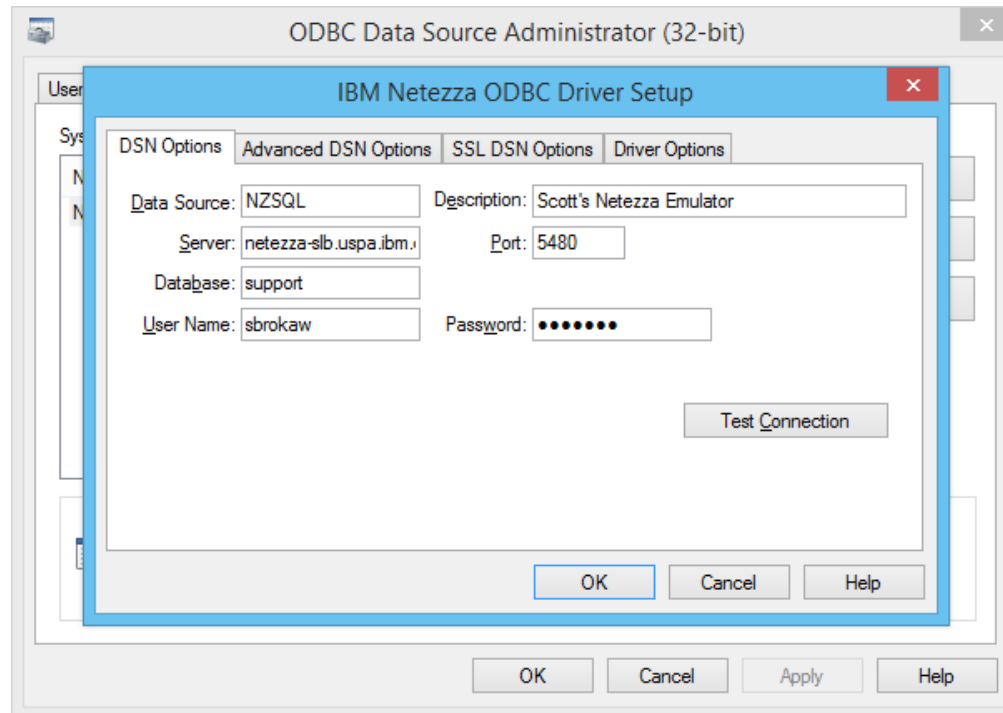 ODBC Data Source Administrator (32-bit)
User
IBM Netezza ODBC Driver Setup
Sys
DSN Options Advanced DSN Options SSL DSN Options Driver Options
N
N
Data Source: NZSQL Description: Scott's Netezza Emulator
Server: netezza-slb.uspa.ibm. Port: 5480
Database: support
User Name: sbrokaw Password: •••••••
Test Connection
OK Cancel Help
OK Cancel Apply Help